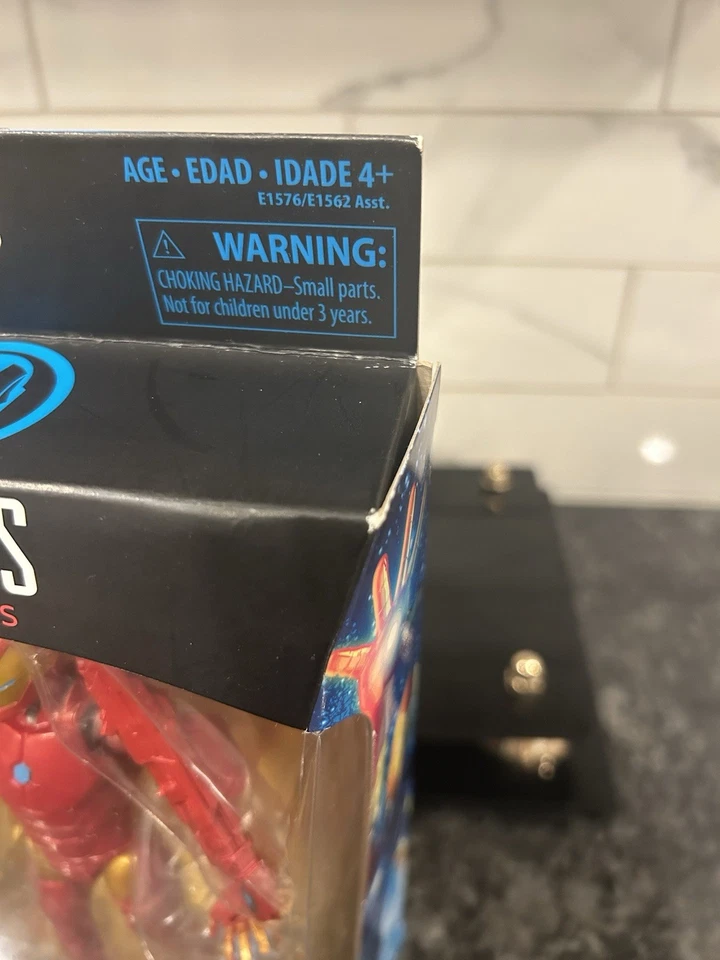 AGE • EDAD • IDADE 4+
E1576/E1562 Asst.
WARNING:
CHOKING HAZARD–Small parts.
Not for children under 3 years.
S
S